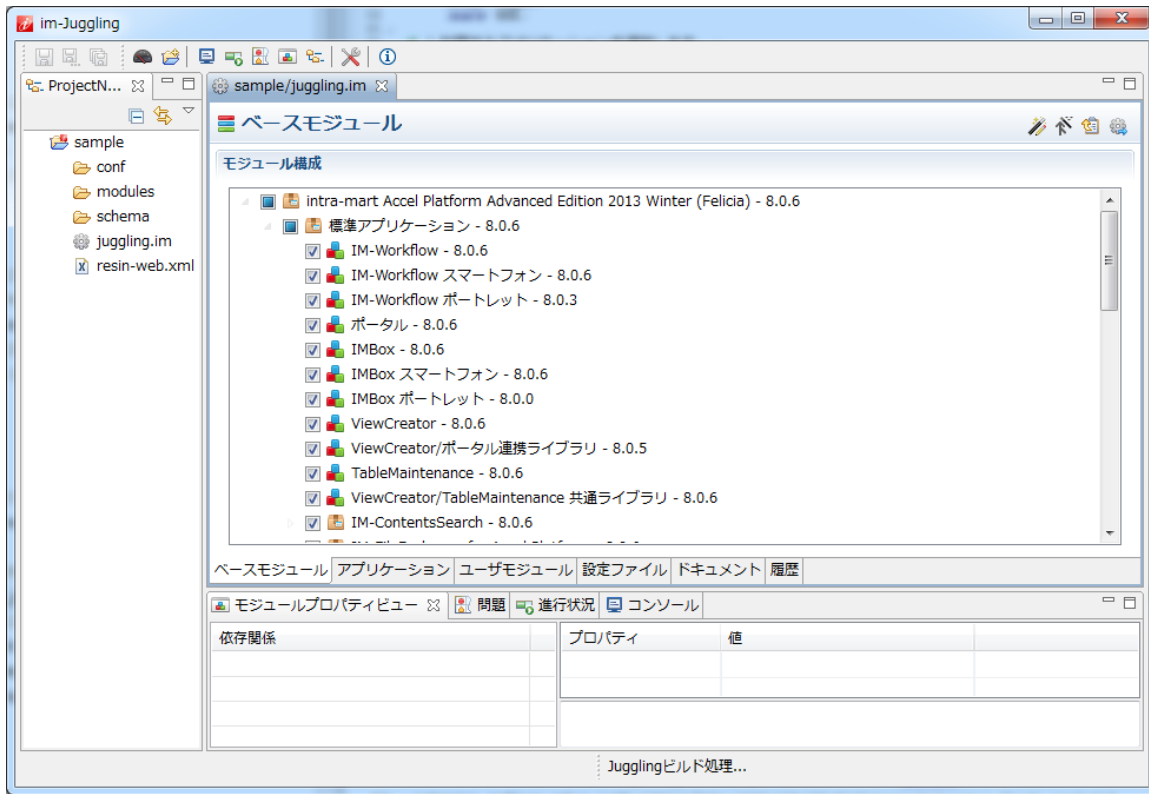 im-Juggling
ProjectN...
sample/juggling.im
sample
conf
modules
schema
juggling.im
resin-web.xml
ベースモジュール
モジュール構成
intra-mart Accel Platform Advanced Edition 2013 Winter (Felicia) - 8.0.6
標準アプリケーション - 8.0.6
IM-Workflow - 8.0.6
IM-Workflow スマートフォン - 8.0.6
IM-Workflow ポートレット - 8.0.3
ポータル - 8.0.6
IMBox - 8.0.6
IMBox スマートフォン - 8.0.6
IMBox ポートレット - 8.0.0
ViewCreator - 8.0.6
ViewCreator/ポータル連携ライブラリ - 8.0.5
TableMaintenance - 8.0.6
ViewCreator/TableMaintenance 共通ライブラリ - 8.0.6
IM-ContentsSearch - 8.0.6
ベースモジュール アプリケーション ユーザモジュール 設定ファイル ドキュメント 履歴
モジュールプロパティビュー 問題 進行状況 コンソール
依存関係 プロパティ 値
Jugglingビルド処理...